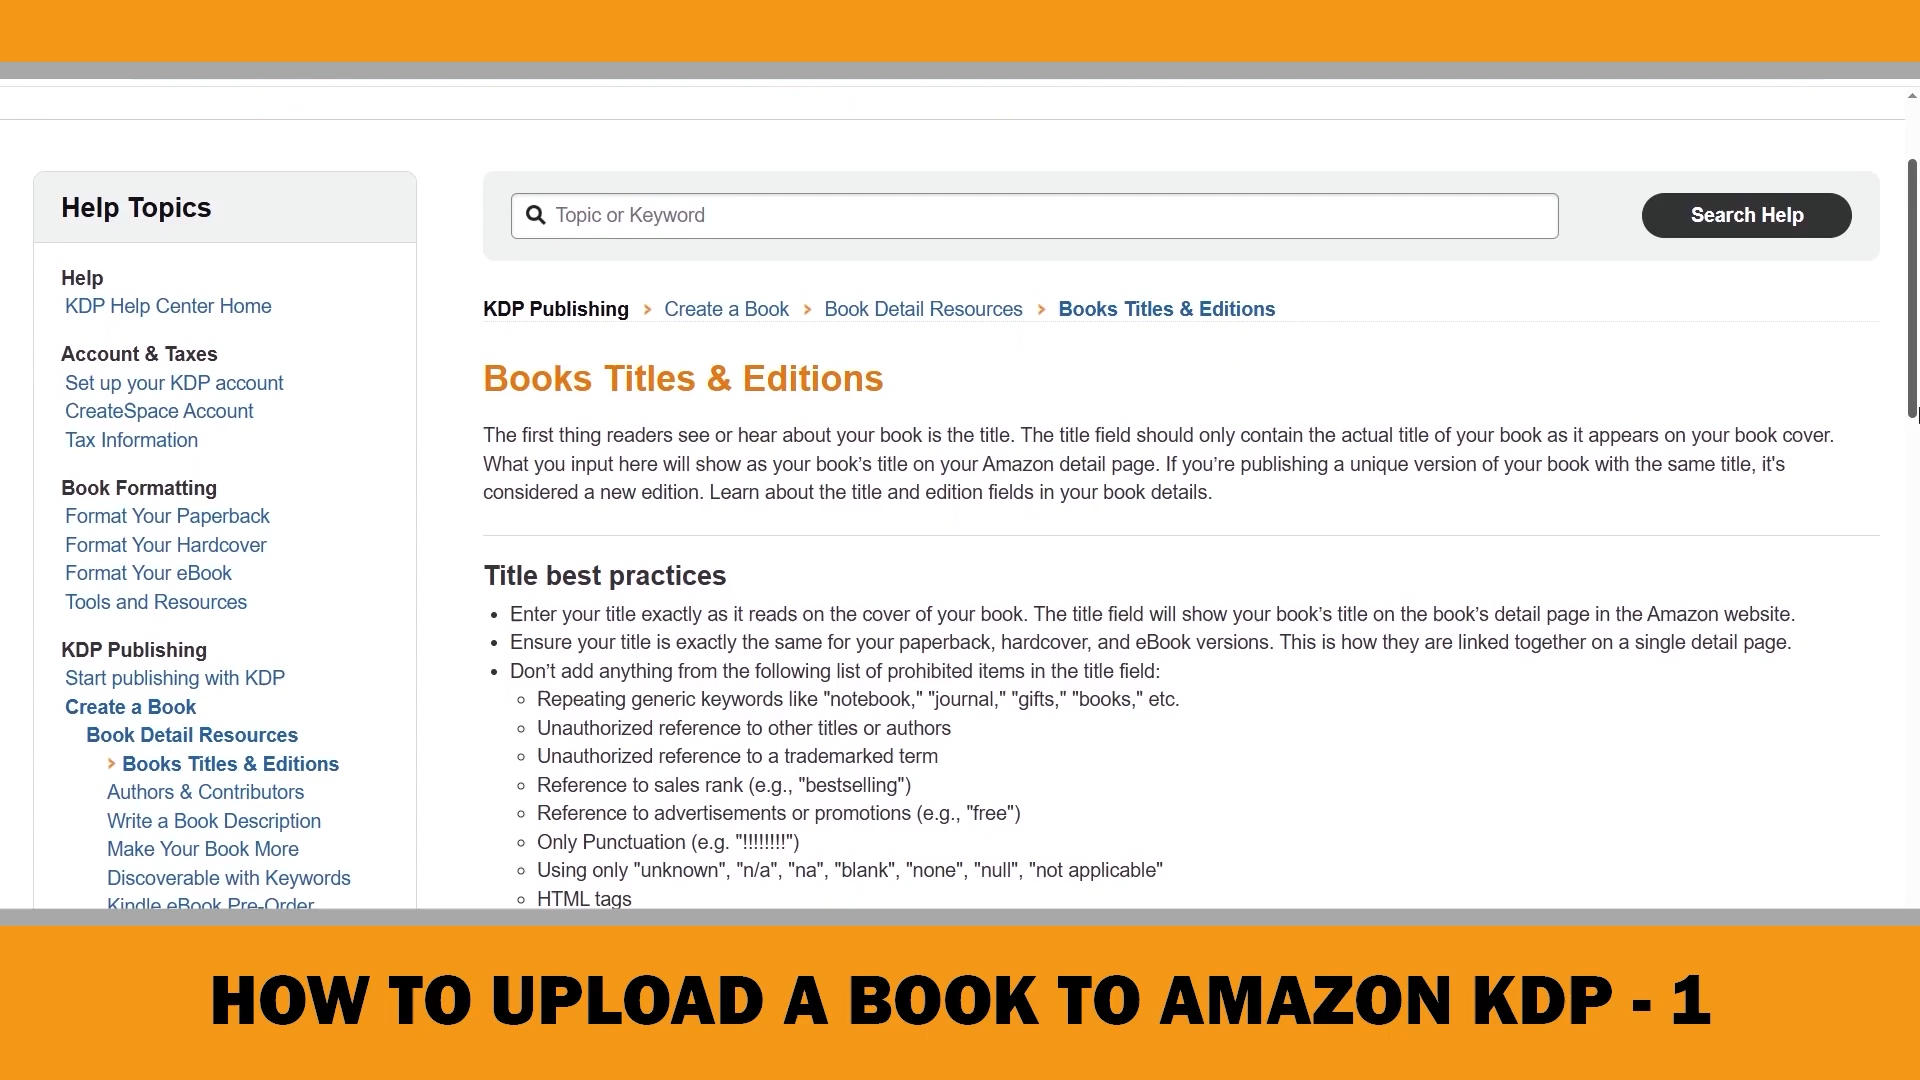 Help Topics
Help
KDP Help Center Home
Account & Taxes
Set up your KDP account
CreateSpace Account
Tax Information
Book Formatting
Format Your Paperback
Format Your Hardcover
Format Your eBook
Tools and Resources
KDP Publishing
Start publishing with KDP
Create a Book
Book Detail Resources
› Books Titles & Editions
Authors & Contributors
Write a Book Description
Make Your Book More
Discoverable with Keywords
Kindle eBook Pre-Order
Topic or Keyword
Search Help
KDP Publishing › Create a Book › Book Detail Resources › Books Titles & Editions
Books Titles & Editions
The first thing readers see or hear about your book is the title. The title field should only contain the actual title of your book as it appears on your book cover.
What you input here will show as your book’s title on your Amazon detail page. If you’re publishing a unique version of your book with the same title, it's
considered a new edition. Learn about the title and edition fields in your book details.
Title best practices
• Enter your title exactly as it reads on the cover of your book. The title field will show your book’s title on the book’s detail page in the Amazon website.
• Ensure your title is exactly the same for your paperback, hardcover, and eBook versions. This is how they are linked together on a single detail page.
• Don’t add anything from the following list of prohibited items in the title field:
◦ Repeating generic keywords like "notebook," "journal," "gifts," "books," etc.
◦ Unauthorized reference to other titles or authors
◦ Unauthorized reference to a trademarked term
◦ Reference to sales rank (e.g., "bestselling")
◦ Reference to advertisements or promotions (e.g., "free")
◦ Only Punctuation (e.g. "!!!!!!!!")
◦ Using only "unknown", "n/a", "na", "blank", "none", "null", "not applicable"
◦ HTML tags
HOW TO UPLOAD A BOOK TO AMAZON KDP - 1